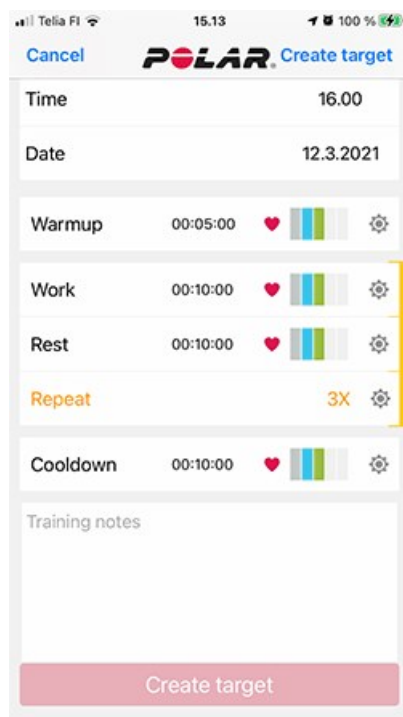 Telia FI 15.13 100 %
Cancel POLAR. Create target
Time 16.00
Date 12.3.2021
Warmup 00:05:00
Work 00:10:00
Rest 00:10:00
Repeat 3X
Cooldown 00:10:00
Training notes
Create target